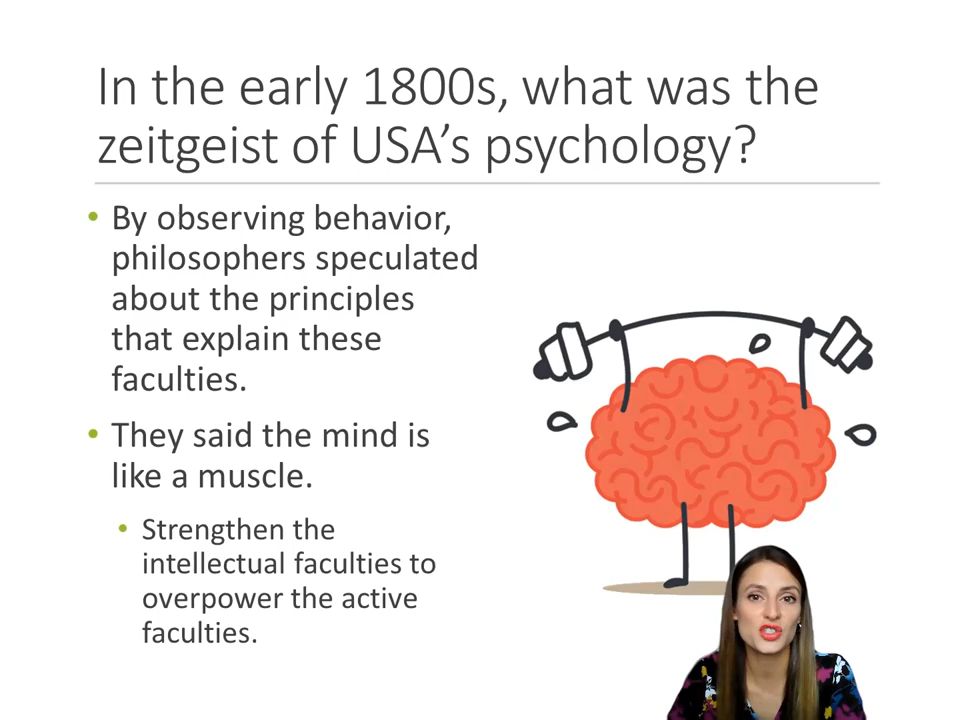 In the early 1800s, what was the
zeitgeist of USA’s psychology?
• By observing behavior,
philosophers speculated
about the principles
that explain these
faculties.
• They said the mind is
like a muscle.
• Strengthen the
intellectual faculties to
overpower the active
faculties.